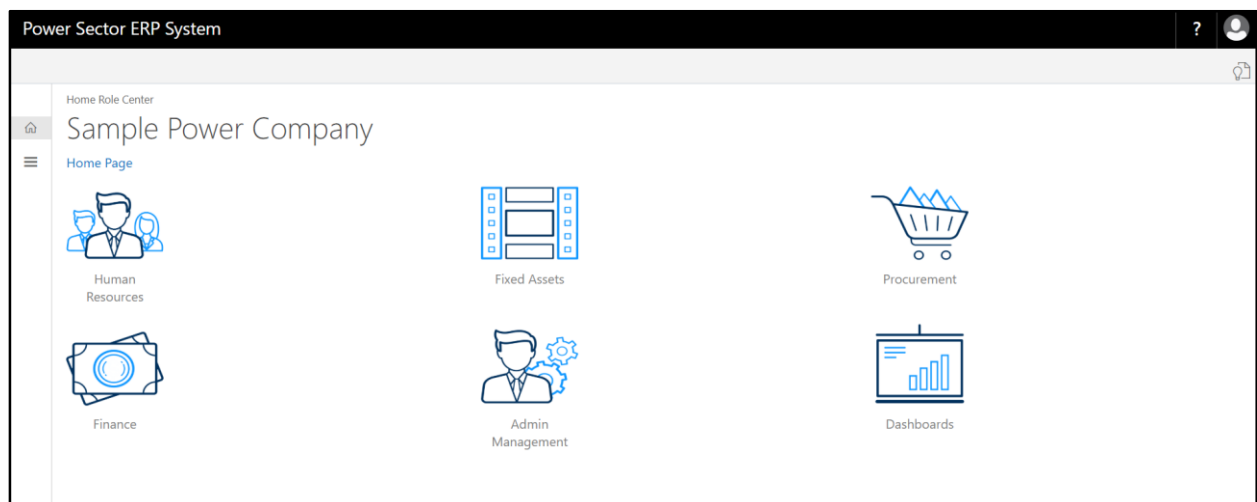 Power Sector ERP System
?
Home Role Center
Sample Power Company
Home Page
Human
Resources
Fixed Assets
Procurement
Finance
Admin
Management
Dashboards